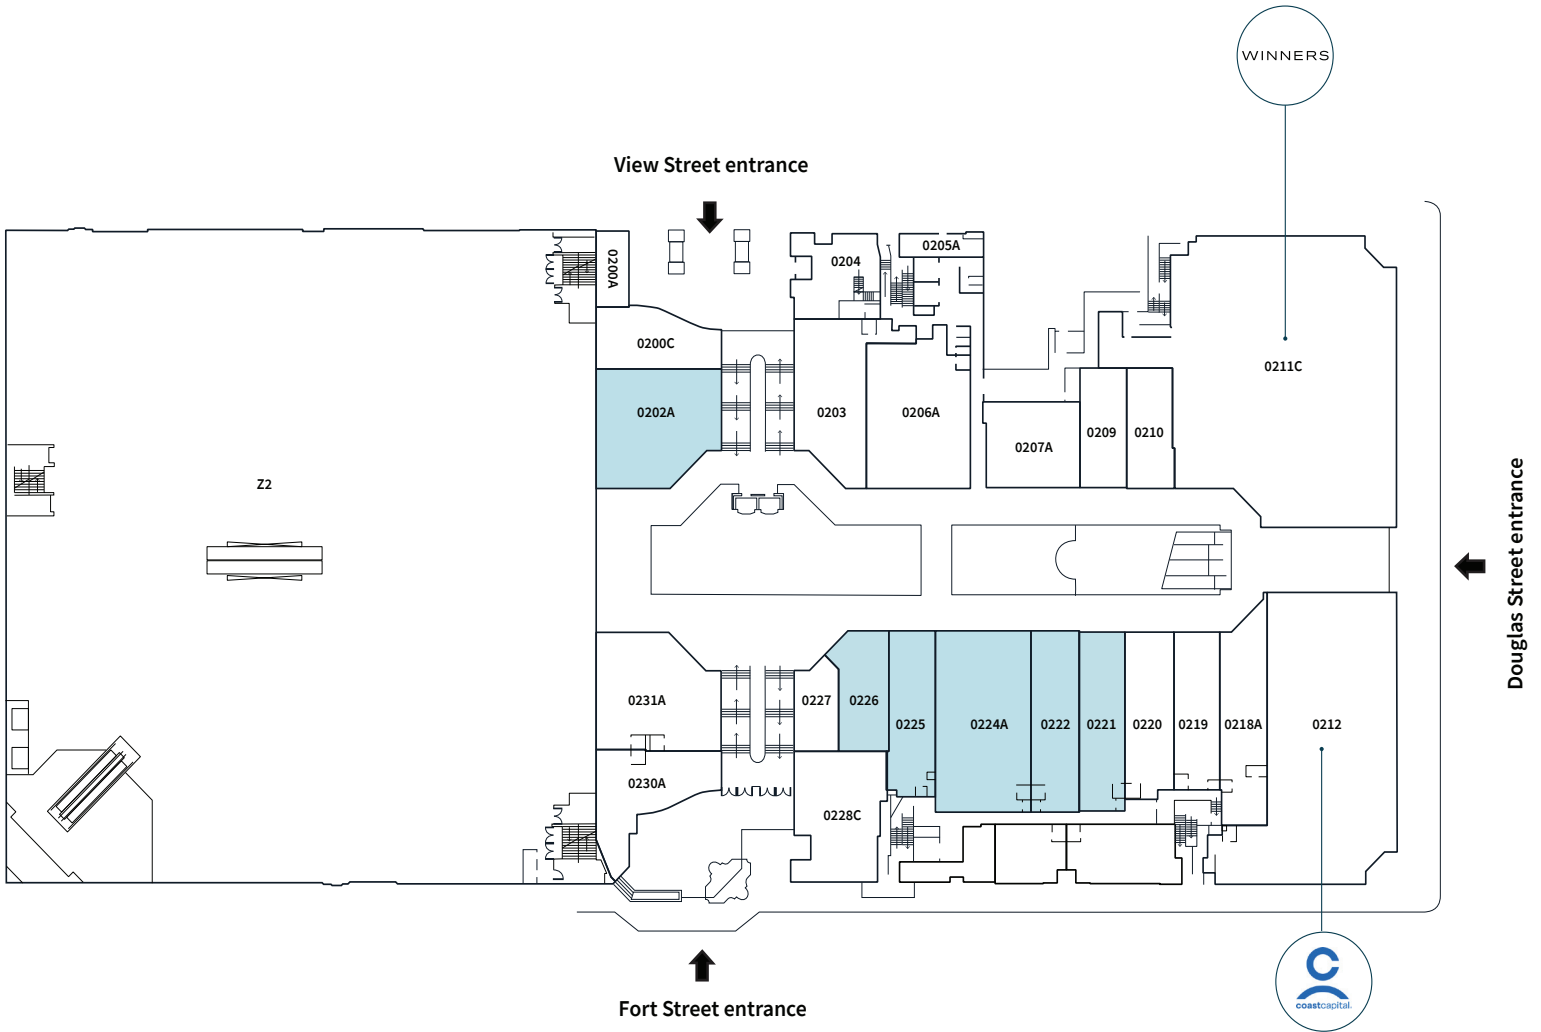 WINNERS
View Street entrance
0200A
0204
0205A
0200C
0211C
0202A
0203
0206A
0207A
0209
0210
Z2
Douglas Street entrance
0231A
0227
0226
0225
0224A
0222
0221
0220
0219
0218A
0212
0230A
0228C
coastcapital
Fort Street entrance